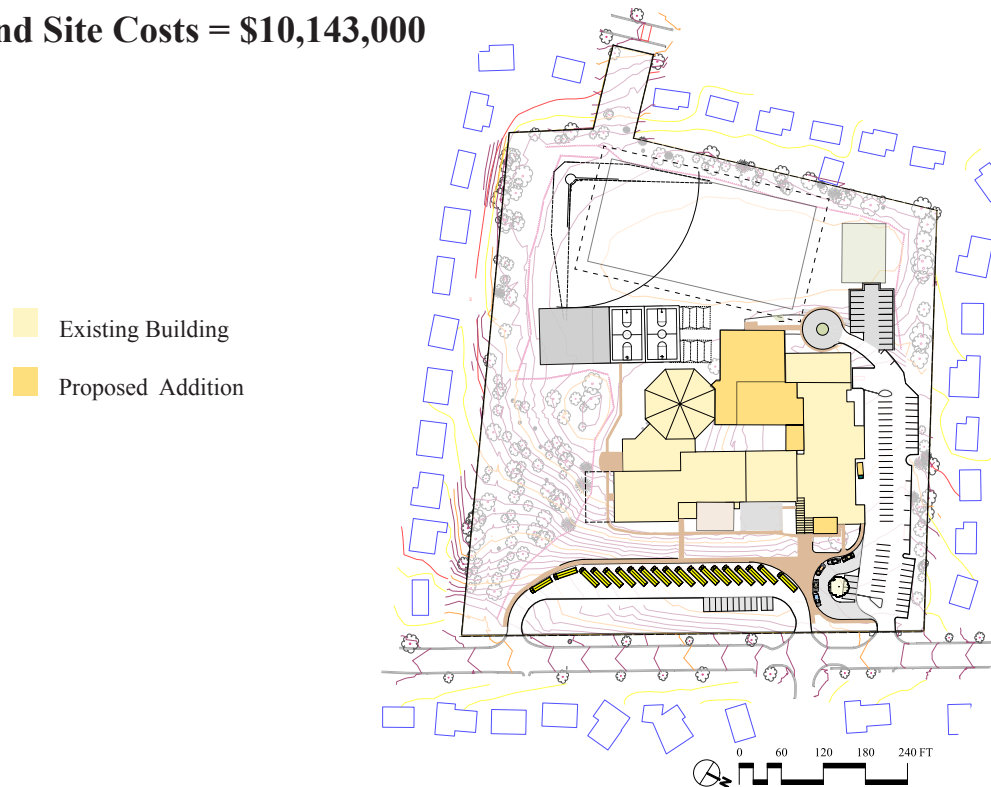 nd Site Costs = $10,143,000
Existing Building
Proposed Addition
0 60 120 180 240 FT
N